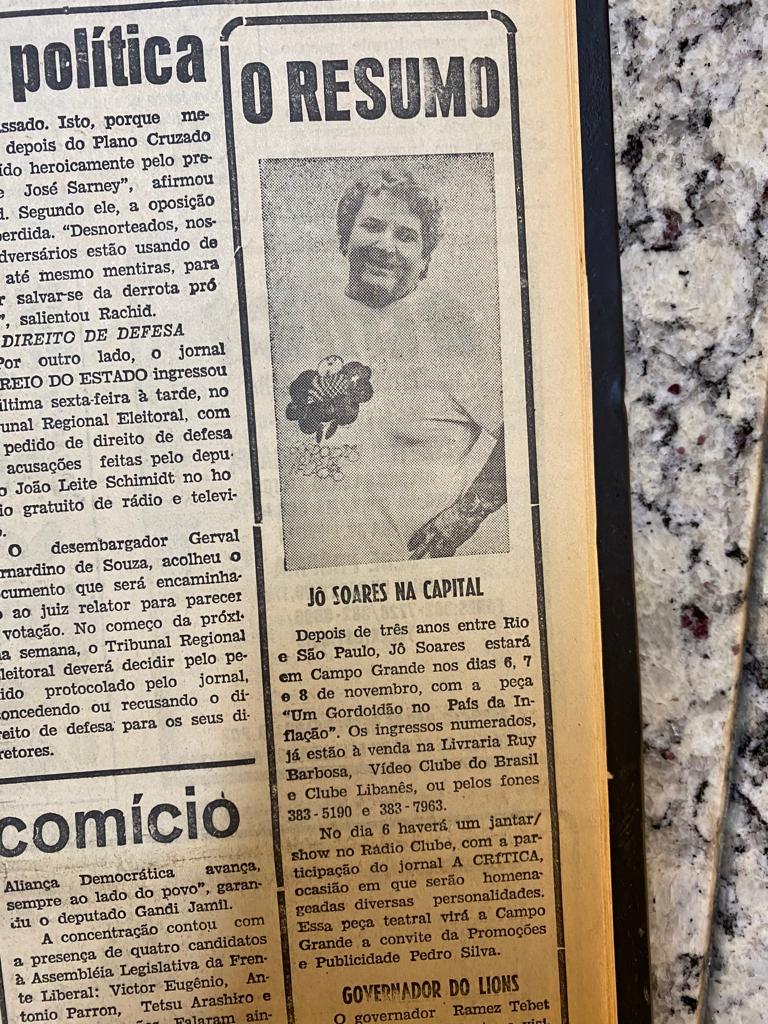 política
ssado. Isto, porque me-
depois do Plano Cruzado
ido heroicamente pelo pre-
e José Sarney", afirmou
d. Segundo ele, a oposição
perdida. "Desnorteados, nos-
dversários estão usando de
até mesmo mentiras, para
r salvar-se da derrota pró
", salientou Rachid.
DIREITO DE DEFESA
Por outro lado, o jornal
REIO DO ESTADO ingressou
última sexta-feira à tarde, no
unal Regional Eleitoral, com
pedido de direito de defesa
acusações feitas pelo depu-
o João Leite Schimidt no ho
io gratuito de rádio e televi-
O desembargador Gerval
rnardino de Souza, acolheu o
cumento que será encaminha-
o ao juiz relator para parecer
votação. No começo da próxi-
a semana, o Tribunal Regional
leitoral deverá decidir pelo pe-
ido protocolado pelo jornal,
oncedendo ou recusando o di-
reito de defesa para os seus di-
retores.
comício
Aliança Democrática avança,
sempre ao lado do povo", garan-
tiu o deputado Gandi Jamil.
A concentração contou com
a presença de quatro candidatos
à Assembléia Legislativa da Fren-
te Liberal: Victor Eugênio, An-
tonio Parron, Tetsu Arashiro e
Falaram ain-
O RESUMO
JÔ SOARES NA CAPITAL
Depois de três anos entre Rio
e São Paulo, Jô Soares estará
em Campo Grande nos dias 6, 7
e 8 de novembro, com a peça
"Um Gordoidão no País da In-
flação". Os ingressos numerados,
já estão à venda na Livraria Ruy
Barbosa, Vídeo Clube do Brasil
e Clube Libanês, ou pelos fones
383-5190 e 383-7963.
No dia 6 haverá um jantar/
show no Rádio Clube, com a par-
ticipação do jornal A CRÍTICA,
ocasião em que serão homena-
geadas diversas personalidades.
Essa peça teatral virá a Campo
Grande a convite da Promoções
e Publicidade Pedro Silva.
GOVERNADOR DO LIONS
O governador Ramez Tebet